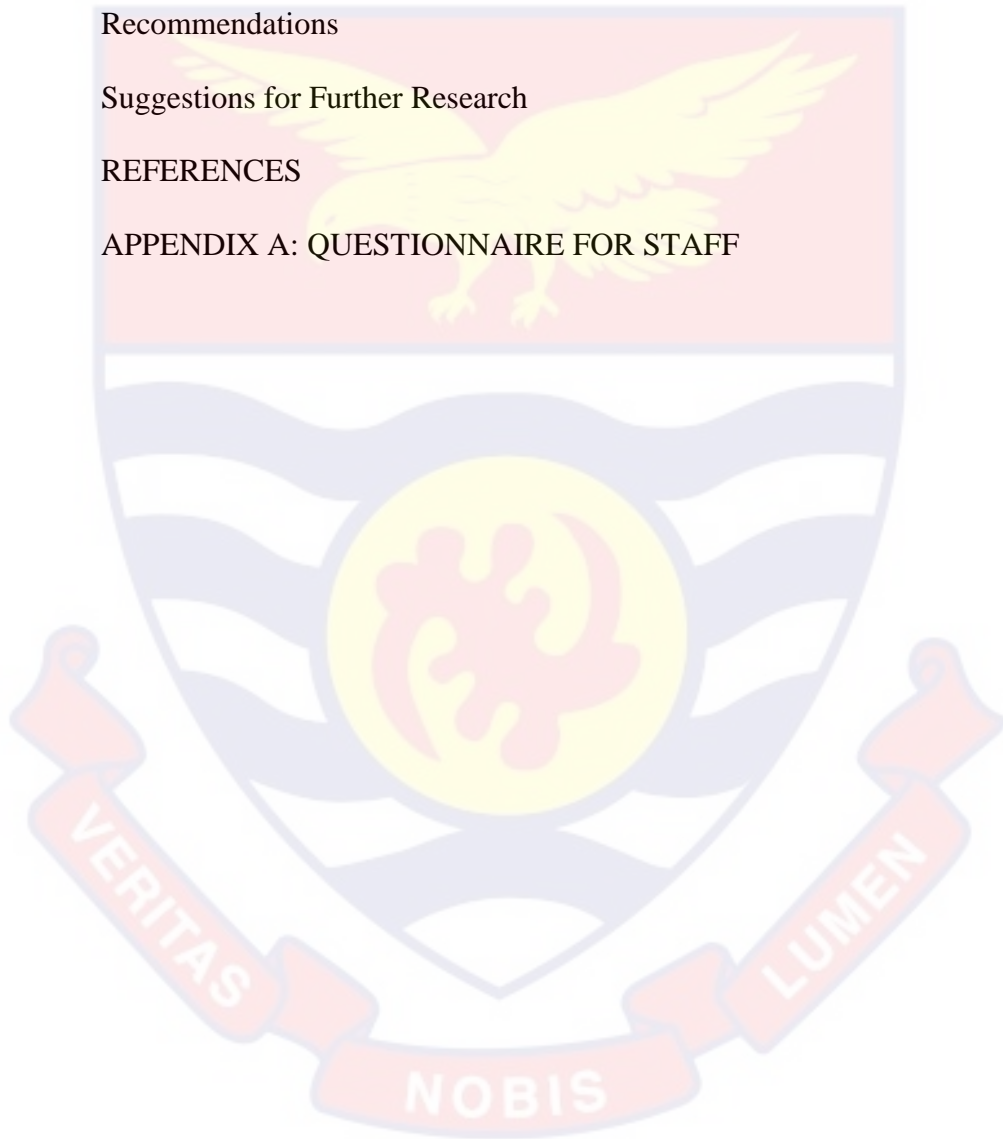 Recommendations
Suggestions for Further Research
REFERENCES
APPENDIX A: QUESTIONNAIRE FOR STAFF
VERITAS
NOBIS
LUMEN